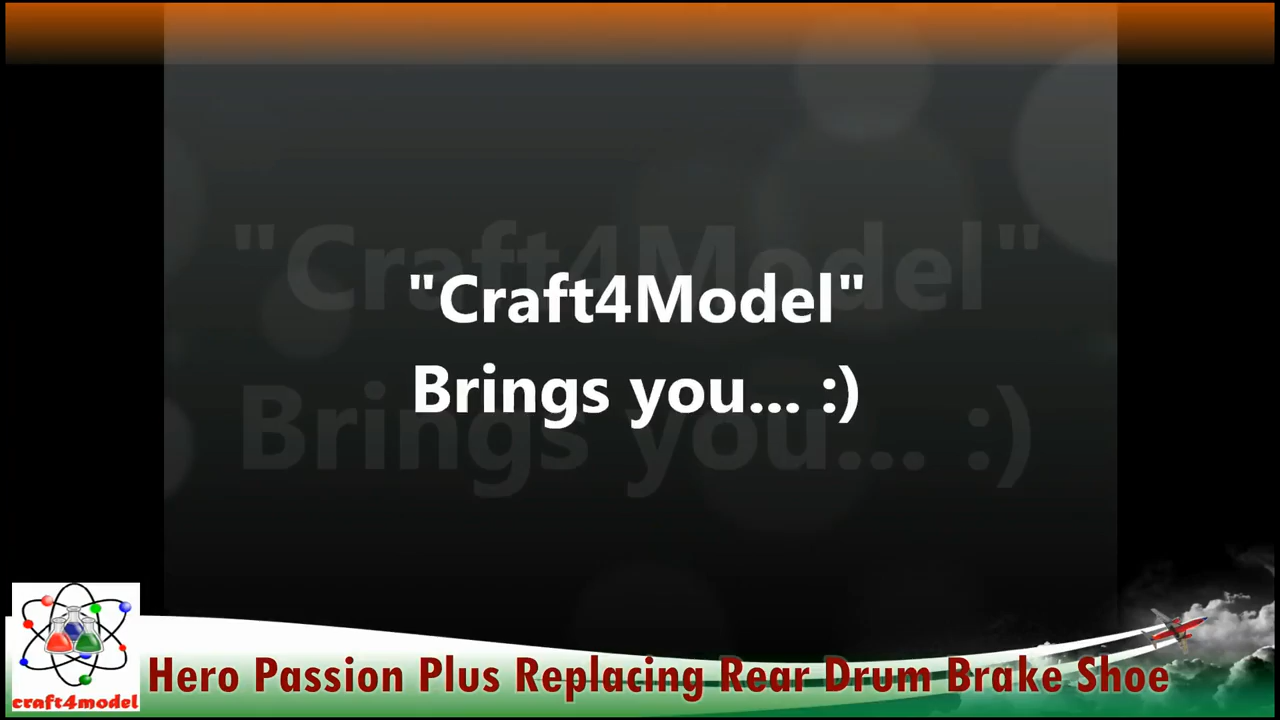 "Craft4Model"
Brings you... :)
craft4model
Hero Passion Plus Replacing Rear Drum Brake Shoe